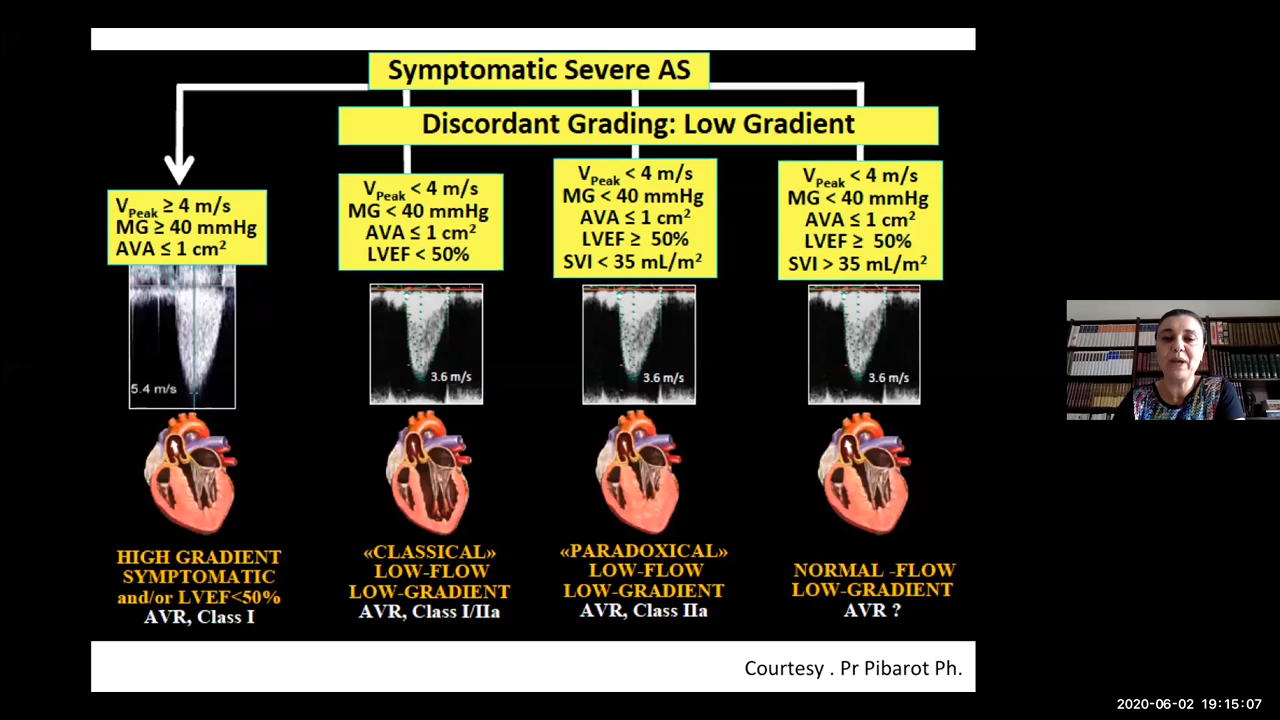 Symptomatic Severe AS
Discordant Grading: Low Gradient
VPeak ≥ 4 m/s
MG ≥ 40 mmHg
AVA ≤ 1 cm²
5.4 m/s
HIGH GRADIENT
SYMPTOMATIC
and/or LVEF<50%
AVR, Class I
VPeak < 4 m/s
MG < 40 mmHg
AVA ≤ 1 cm²
LVEF < 50%
3.6 m/s
«CLASSICAL»
LOW-FLOW
LOW-GRADIENT
AVR, Class I/IIa
VPeak < 4 m/s
MG < 40 mmHg
AVA ≤ 1 cm²
LVEF ≥ 50%
SVI < 35 mL/m²
3.6 m/s
«PARADOXICAL»
LOW-FLOW
LOW-GRADIENT
AVR, Class IIa
VPeak < 4 m/s
MG < 40 mmHg
AVA ≤ 1 cm²
LVEF ≥ 50%
SVI > 35 mL/m²
3.6 m/s
NORMAL -FLOW
LOW-GRADIENT
AVR ?
Courtesy . Pr Pibarot Ph.
2020-06-02 19:15:07